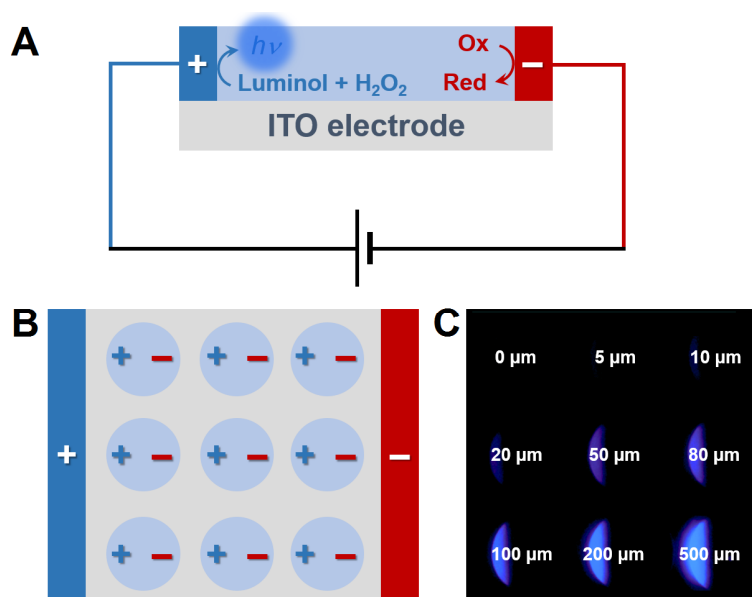 A
+
hν
Luminol + H₂O₂
Ox
Red
−
ITO electrode
B
+ − + − + −
+ + − + − + − −
+ − + − + −
C
0 µm 5 µm 10 µm
20 µm 50 µm 80 µm
100 µm 200 µm 500 µm